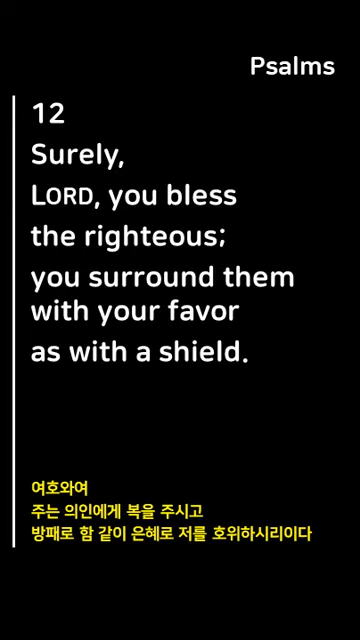 Psalms
12
Surely,
LORD, you bless
the righteous;
you surround them
with your favor
as with a shield.
여호와여
주는 의인에게 복을 주시고
방패로 함 같이 은혜로 저를 호위하시리이다